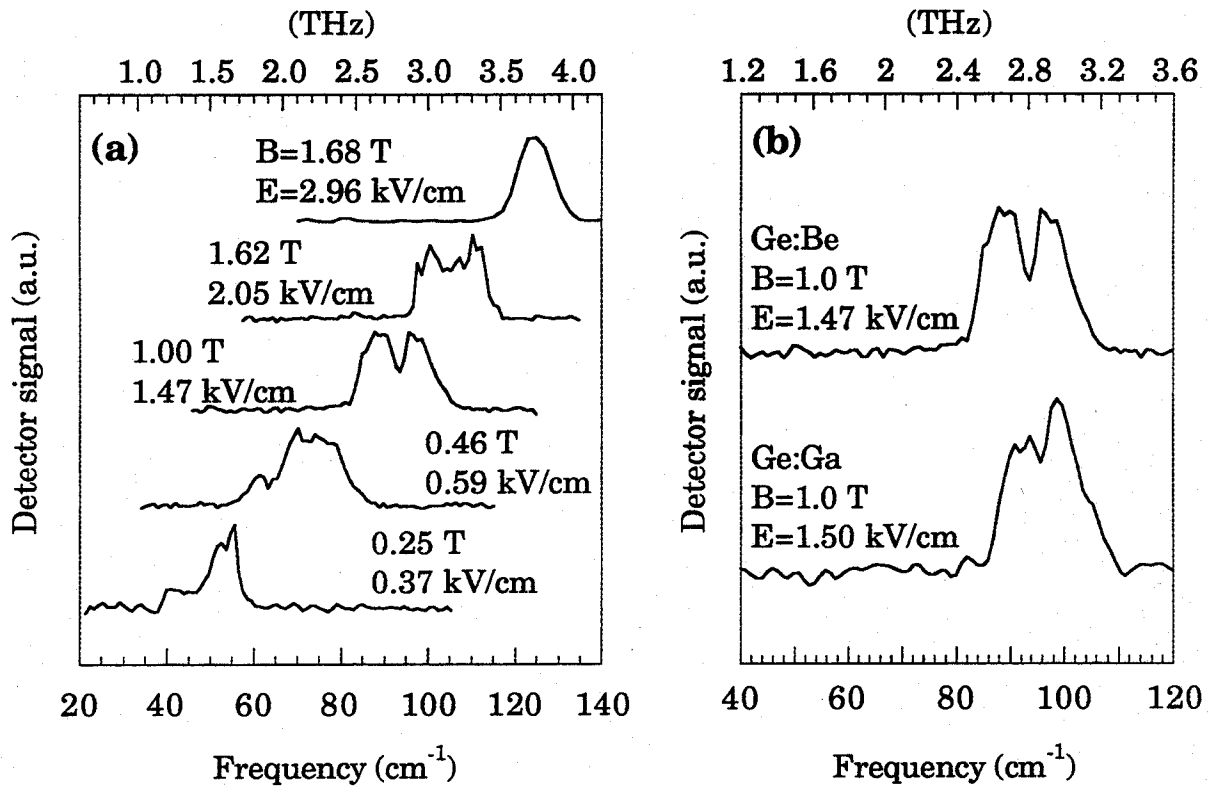 (THz)
1.0 1.5 2.0 2.5 3.0 3.5 4.0
(a)
B=1.68 T
E=2.96 kV/cm
1.62 T
2.05 kV/cm
1.00 T
1.47 kV/cm
0.46 T
0.59 kV/cm
0.25 T
0.37 kV/cm
Detector signal (a.u.)
20 40 60 80 100 120 140
Frequency (cm⁻¹)
(THz)
1.2 1.6 2 2.4 2.8 3.2 3.6
(b)
Ge:Be
B=1.0 T
E=1.47 kV/cm
Ge:Ga
B=1.0 T
E=1.50 kV/cm
Detector signal (a.u.)
40 60 80 100 120
Frequency (cm⁻¹)